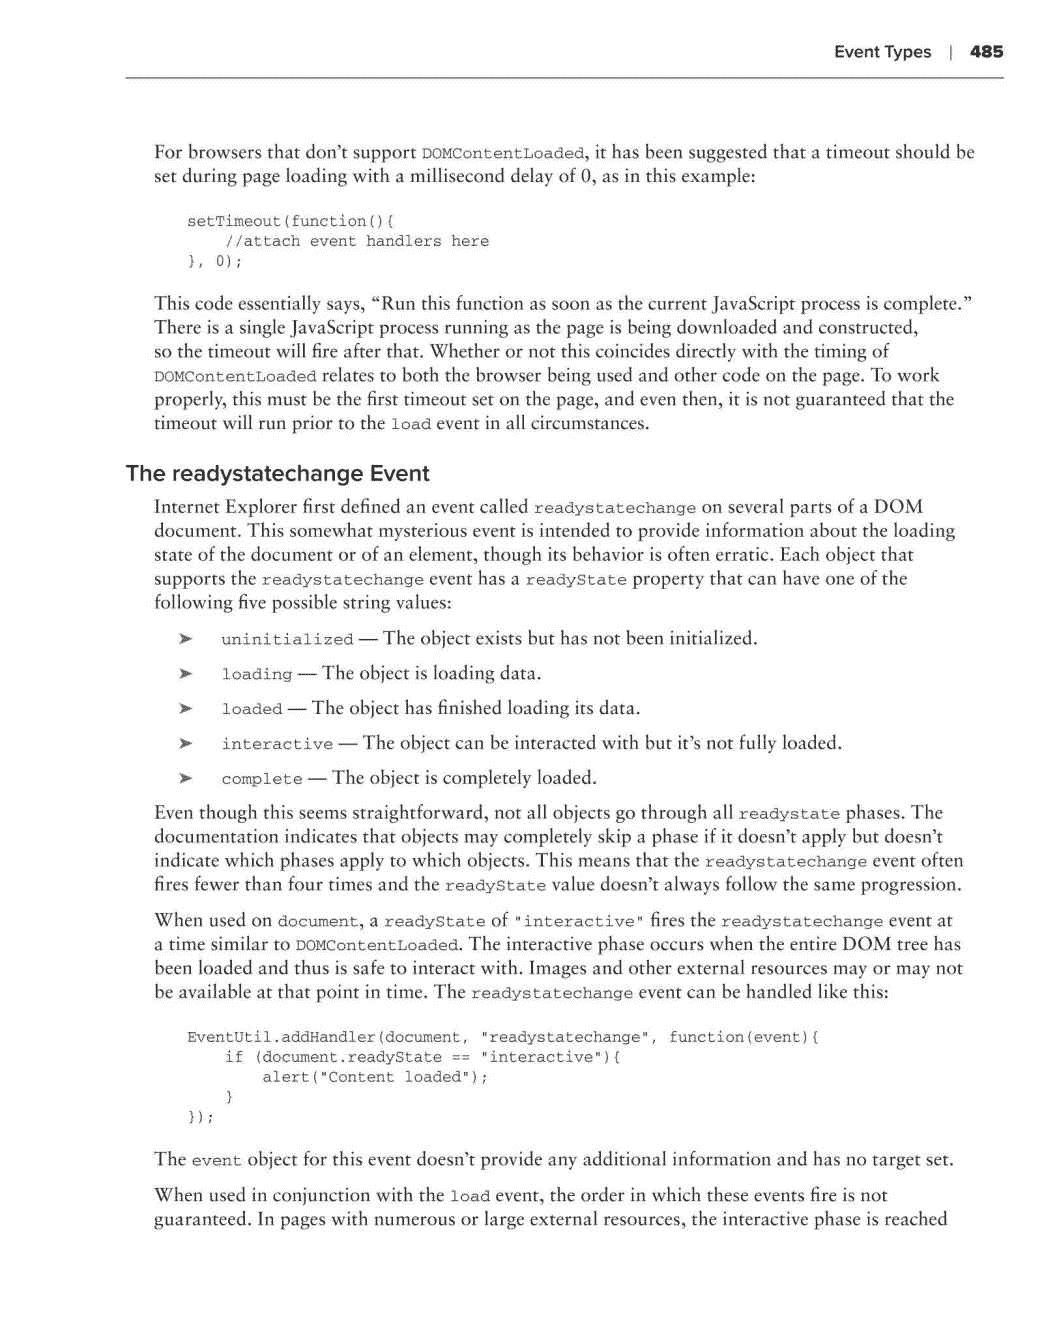 Event Types | 485
For browsers that don’t support DOMContentLoaded, it has been suggested that a timeout should be
set during page loading with a millisecond delay of 0, as in this example:
setTimeout(function(){
    //attach event handlers here
}, 0);
This code essentially says, “Run this function as soon as the current JavaScript process is complete.”
There is a single JavaScript process running as the page is being downloaded and constructed,
so the timeout will fire after that. Whether or not this coincides directly with the timing of
DOMContentLoaded relates to both the browser being used and other code on the page. To work
properly, this must be the first timeout set on the page, and even then, it is not guaranteed that the
timeout will run prior to the load event in all circumstances.
The readystatechange Event
Internet Explorer first defined an event called readystatechange on several parts of a DOM
document. This somewhat mysterious event is intended to provide information about the loading
state of the document or of an element, though its behavior is often erratic. Each object that
supports the readystatechange event has a readyState property that can have one of the
following five possible string values:
➤ uninitialized — The object exists but has not been initialized.
➤ loading — The object is loading data.
➤ loaded — The object has finished loading its data.
➤ interactive — The object can be interacted with but it’s not fully loaded.
➤ complete — The object is completely loaded.
Even though this seems straightforward, not all objects go through all readystate phases. The
documentation indicates that objects may completely skip a phase if it doesn’t apply but doesn’t
indicate which phases apply to which objects. This means that the readystatechange event often
fires fewer than four times and the readyState value doesn’t always follow the same progression.
When used on document, a readyState of "interactive" fires the readystatechange event at
a time similar to DOMContentLoaded. The interactive phase occurs when the entire DOM tree has
been loaded and thus is safe to interact with. Images and other external resources may or may not
be available at that point in time. The readystatechange event can be handled like this:
EventUtil.addHandler(document, "readystatechange", function(event){
    if (document.readyState == "interactive"){
        alert("Content loaded");
    }
});
The event object for this event doesn’t provide any additional information and has no target set.
When used in conjunction with the load event, the order in which these events fire is not
guaranteed. In pages with numerous or large external resources, the interactive phase is reached